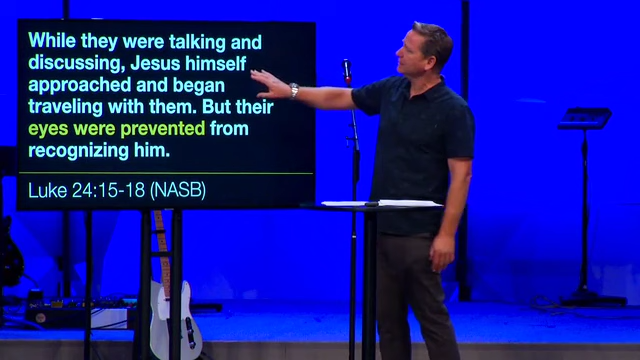 While they were talking and
discussing, Jesus himself
approached and began
traveling with them. But their
eyes were prevented from
recognizing him.
Luke 24:15-18 (NASB)